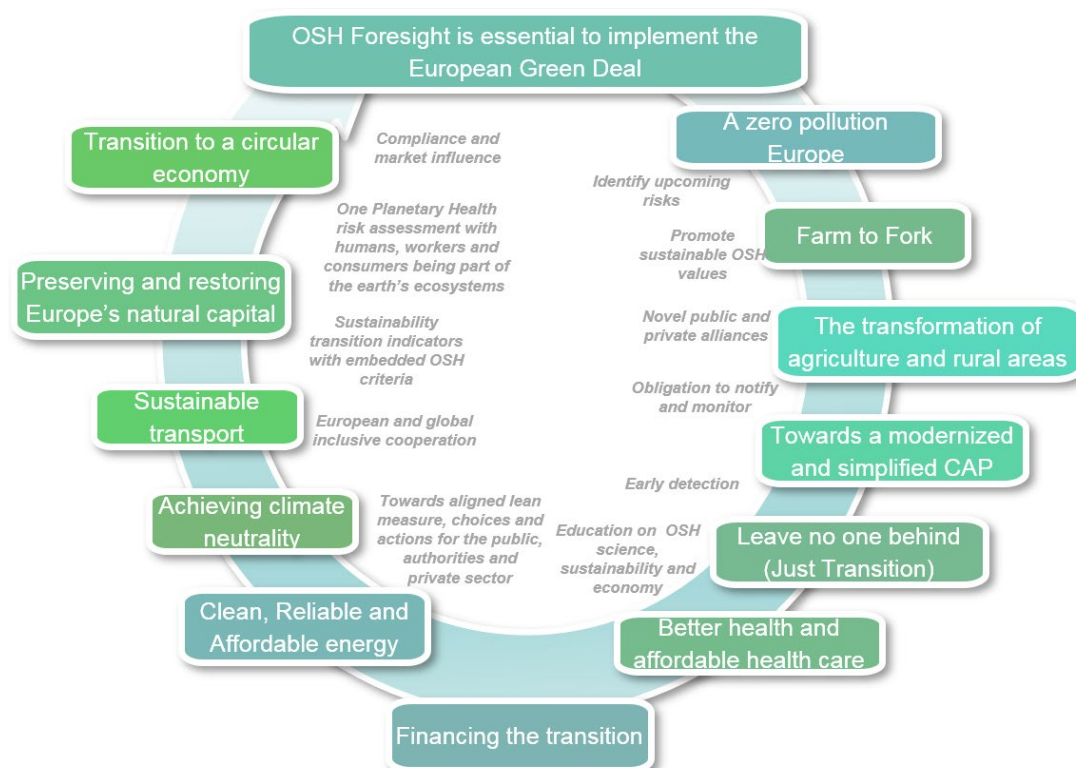 OSH Foresight is essential to implement the
European Green Deal
A zero pollution
Europe
Farm to Fork
The transformation of
agriculture and rural areas
Towards a modernized
and simplified CAP
Leave no one behind
(Just Transition)
Better health and
affordable health care
Financing the transition
Clean, Reliable and
Affordable energy
Achieving climate
neutrality
Sustainable
transport
Preserving and restoring
Europe's natural capital
Transition to a circular
economy
Compliance and
market influence
One Planetary Health
risk assessment with
humans, workers and
consumers being part of
the earth's ecosystems
Sustainability
transition indicators
with embedded OSH
criteria
European and global
inclusive cooperation
Towards aligned lean
measure, choices and
actions for the public,
authorities and
private sector
Identify upcoming
risks
Promote
sustainable OSH
values
Novel public and
private alliances
Obligation to notify
and monitor
Early detection
Education on OSH
science,
sustainability and
economy